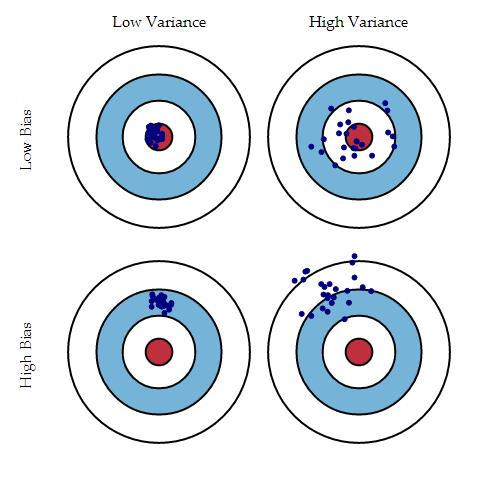 Low Variance
High Variance
Low Bias
High Bias